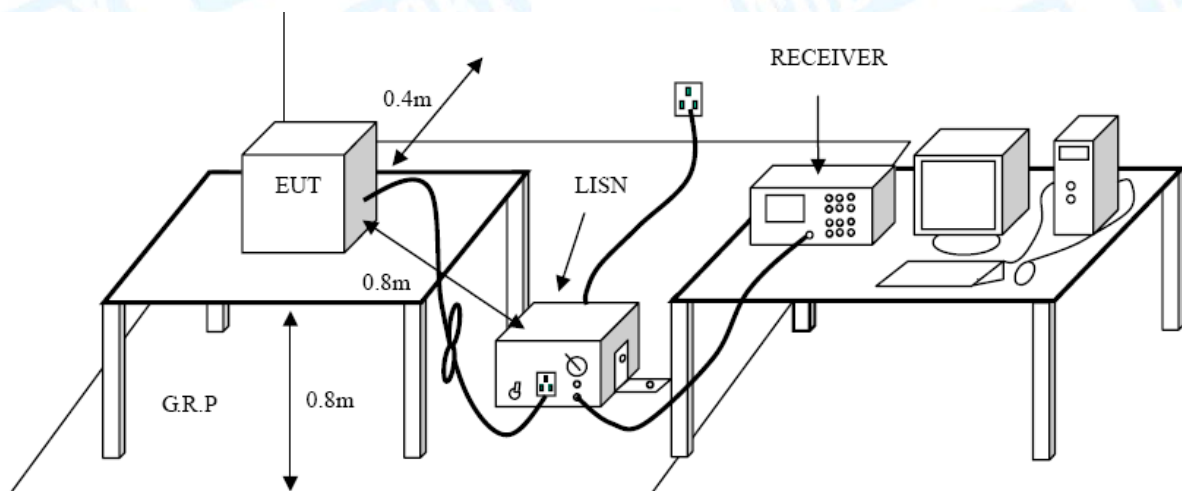 RECEIVER
0.4m
EUT
LISN
0.8m
G.R.P
0.8m